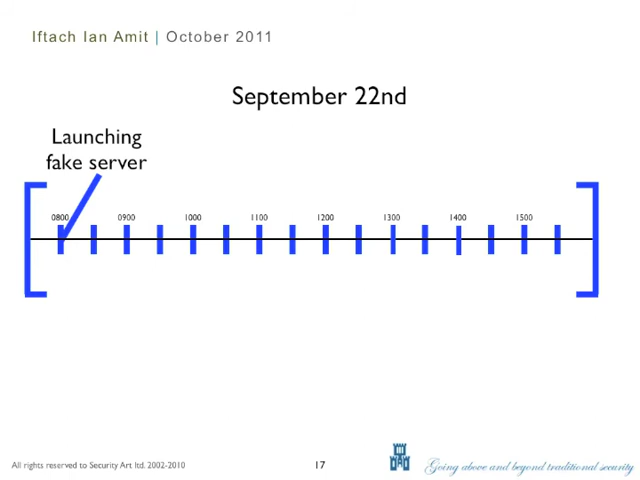 Iftach Ian Amit | October 2011
September 22nd
Launching
fake server
0800 0900 1000 1100 1200 1300 1400 1500
All rights reserved to Security Art ltd. 2002-2010
17
Going above and beyond traditional security